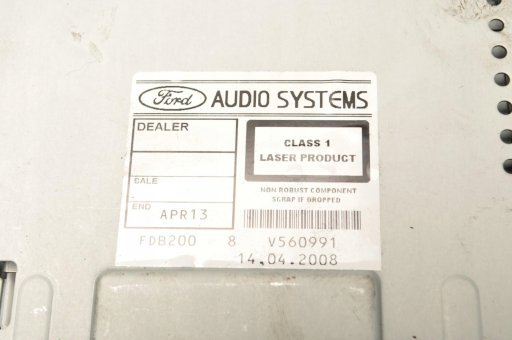 Ford AUDIO SYSTEMS
DEALER
CLASS 1
LASER PRODUCT
DALE
NON ROBUST COMPONENT
SCRAP IF DROPPED
END APR13
FDB200 8 V560991
14.04.2008